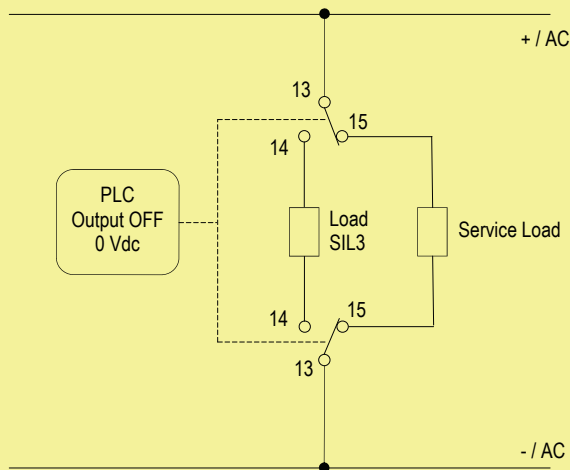 + / AC
13
15
14
PLC
Output OFF
0 Vdc
Load
SIL3
Service Load
15
14
13
- / AC